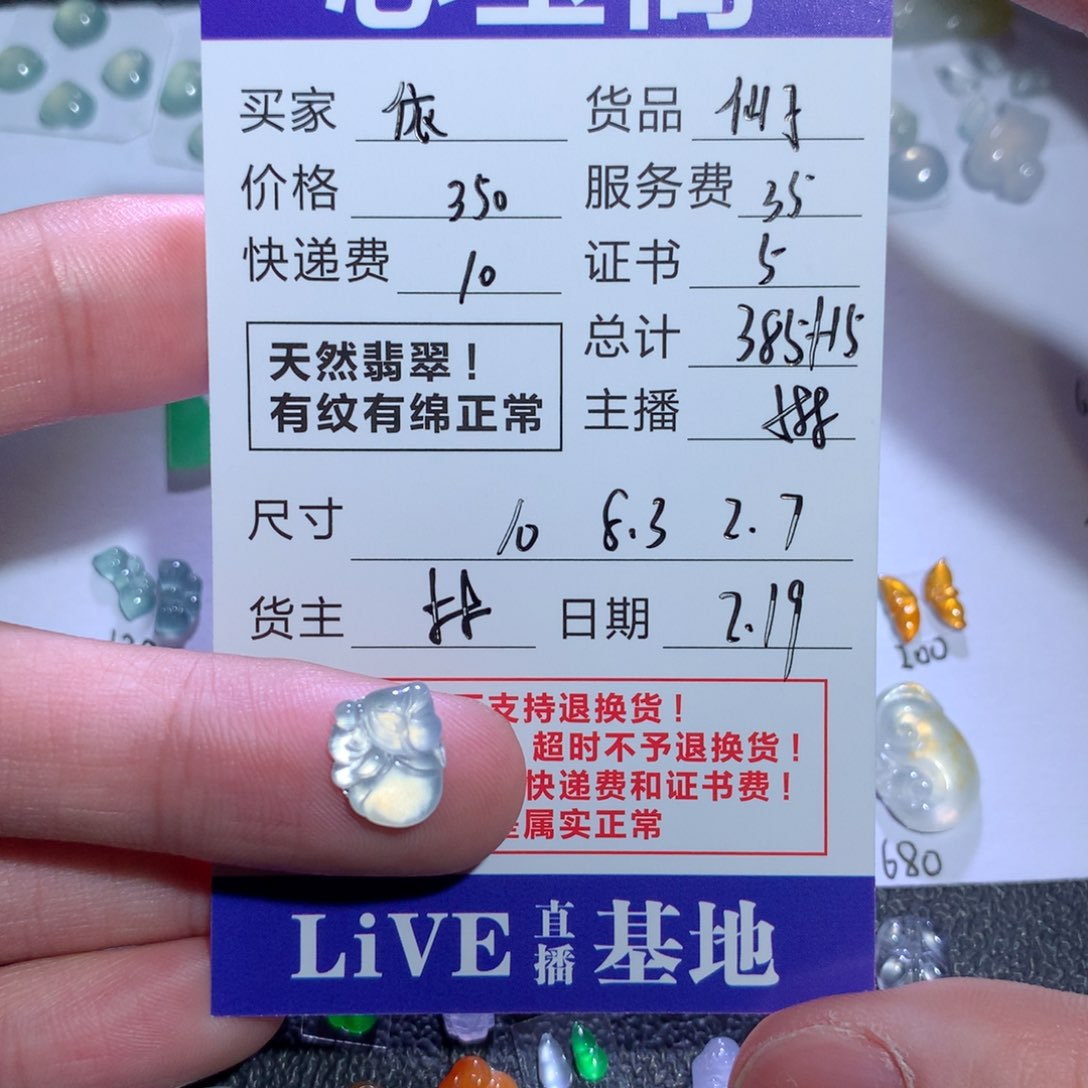 买家 依 货品 件子
价格 350 服务费 35
快递费 10 证书 5
总计 385+15
天然翡翠！
有纹有绵正常
主播
尺寸 10 8.3 2.7
货主 日期 2.19
支持退换货！
超时不予退换货！
快递费和证书费！
属实正常
LiVE 直播 基地
120
100
680